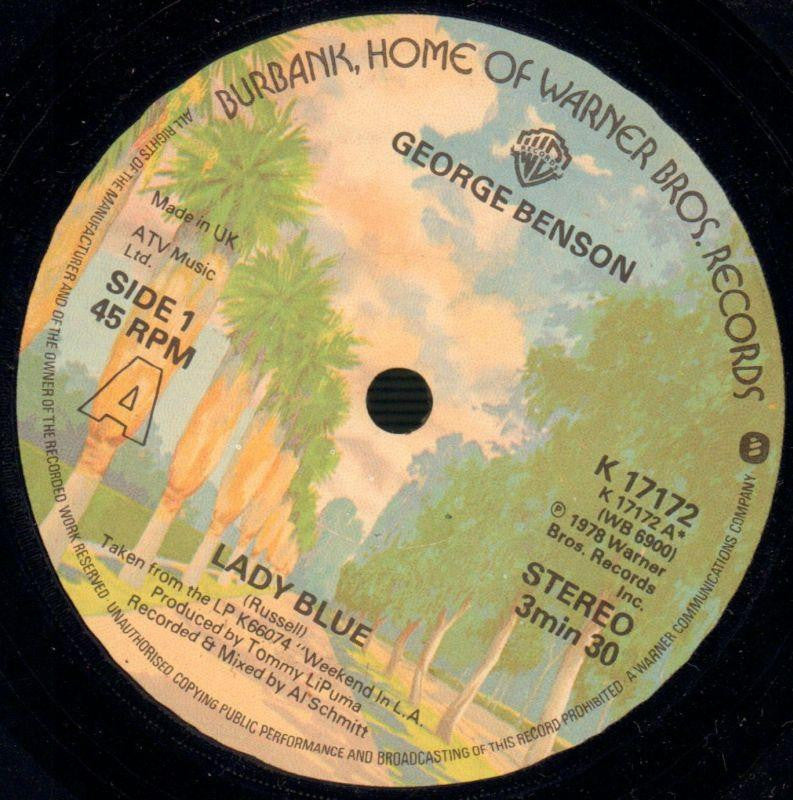 BURBANK, HOME OF WARNER BROS. RECORDS
RECORDS
GEORGE BENSON
Made in UK
ATV Music
Ltd.
SIDE 1
45 RPM
A
K 17172
K 17172 A*
(WB 6900)
℗ 1978 Warner
Bros. Records
Inc.
STEREO
3min 30
LADY BLUE
(Russell)
Taken from the LP K66074 "Weekend In L.A.
Produced by Tommy LiPuma
Recorded & Mixed by Al Schmitt
ALL RIGHTS OF THE MANUFACTURER AND OF THE OWNER OF THE RECORDED WORK RESERVED · UNAUTHORISED COPYING PUBLIC PERFORMANCE AND BROADCASTING OF THIS RECORD PROHIBITED · A WARNER COMMUNICATIONS COMPANY